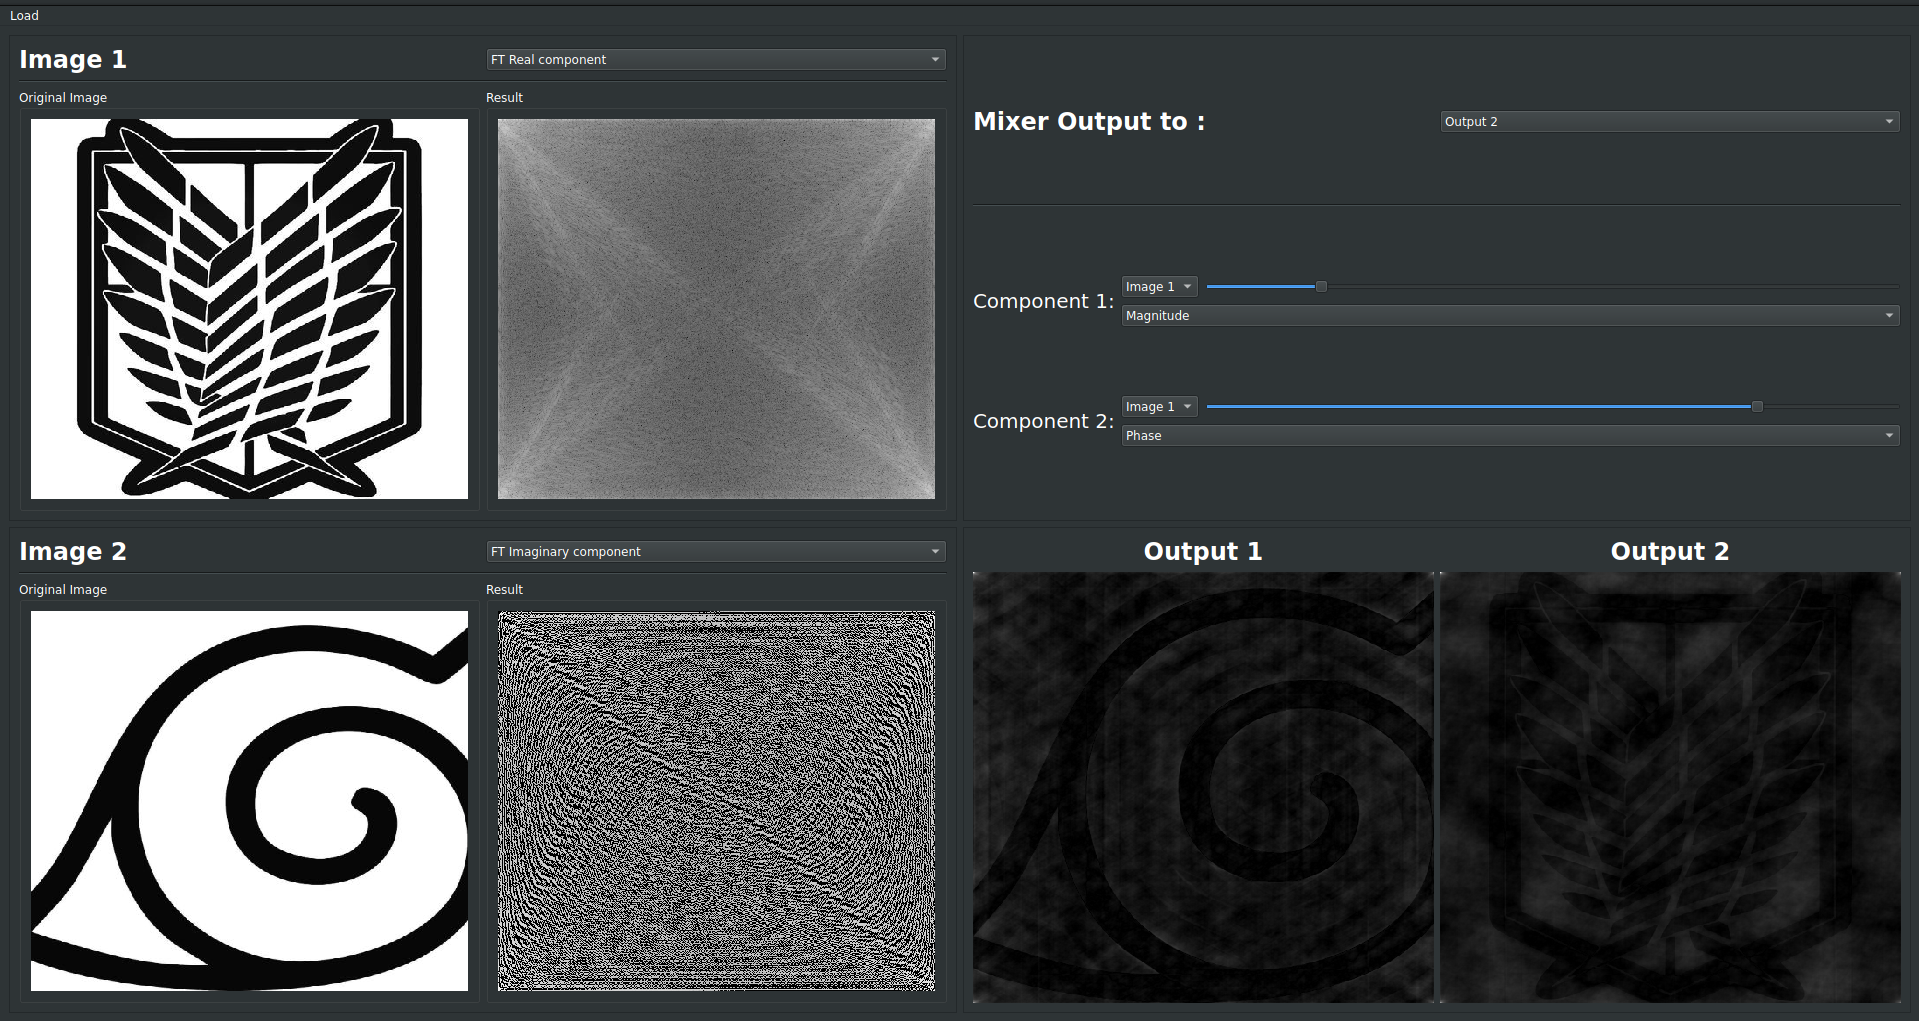 Load
Image 1
FT Real component
Original Image
Result
Mixer Output to :
Output 2
Component 1:
Image 1
Magnitude
Component 2:
Image 1
Phase
Image 2
FT Imaginary component
Original Image
Result
Output 1
Output 2